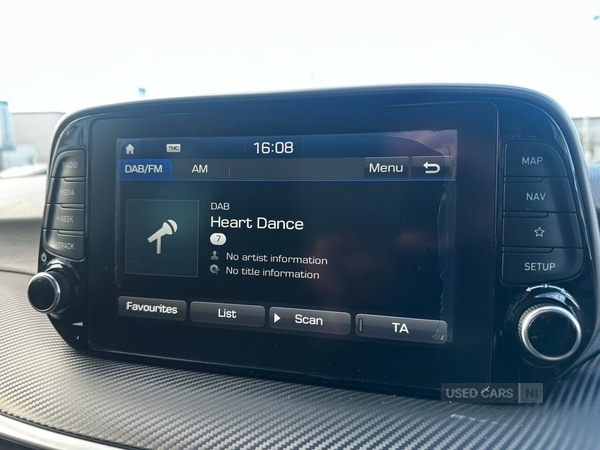 TMC 16:08
DAB/FM AM Menu
DAB
Heart Dance
7
No artist information
No title information
Favourites List Scan TA
RADIO
MEDIA
SEEK
TRACK
MAP
NAV
SETUP
USED CARS NI